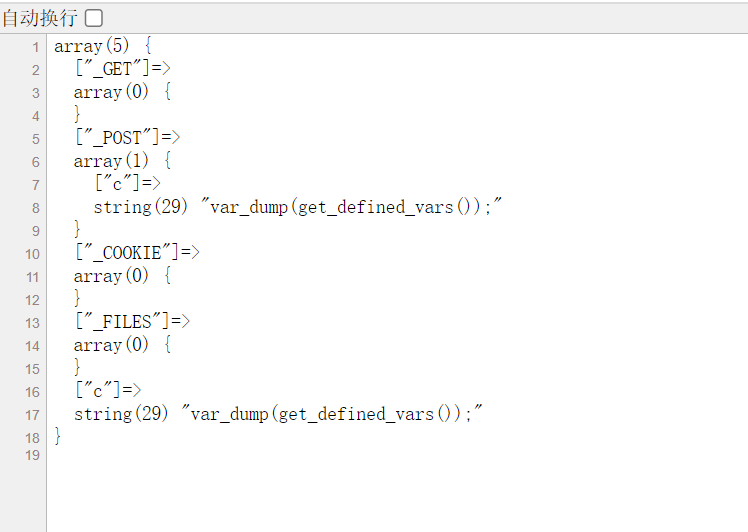 自动换行
1 array(5) {
2   ["_GET"]=>
3   array(0) {
4   }
5   ["_POST"]=>
6   array(1) {
7     ["c"]=>
8     string(29) "var_dump(get_defined_vars());"
9   }
10   ["_COOKIE"]=>
11   array(0) {
12   }
13   ["_FILES"]=>
14   array(0) {
15   }
16   ["c"]=>
17   string(29) "var_dump(get_defined_vars());"
18 }
19